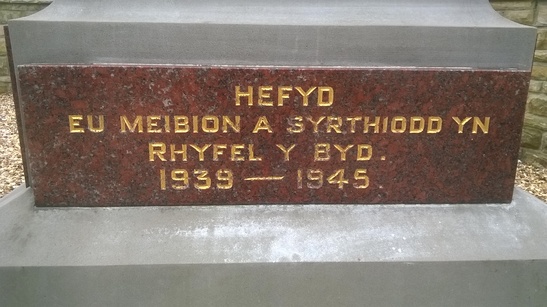 HEFYD
EU MEIBION A SYRTHIODD YN
RHYFEL Y BYD.
1939 — 1945.